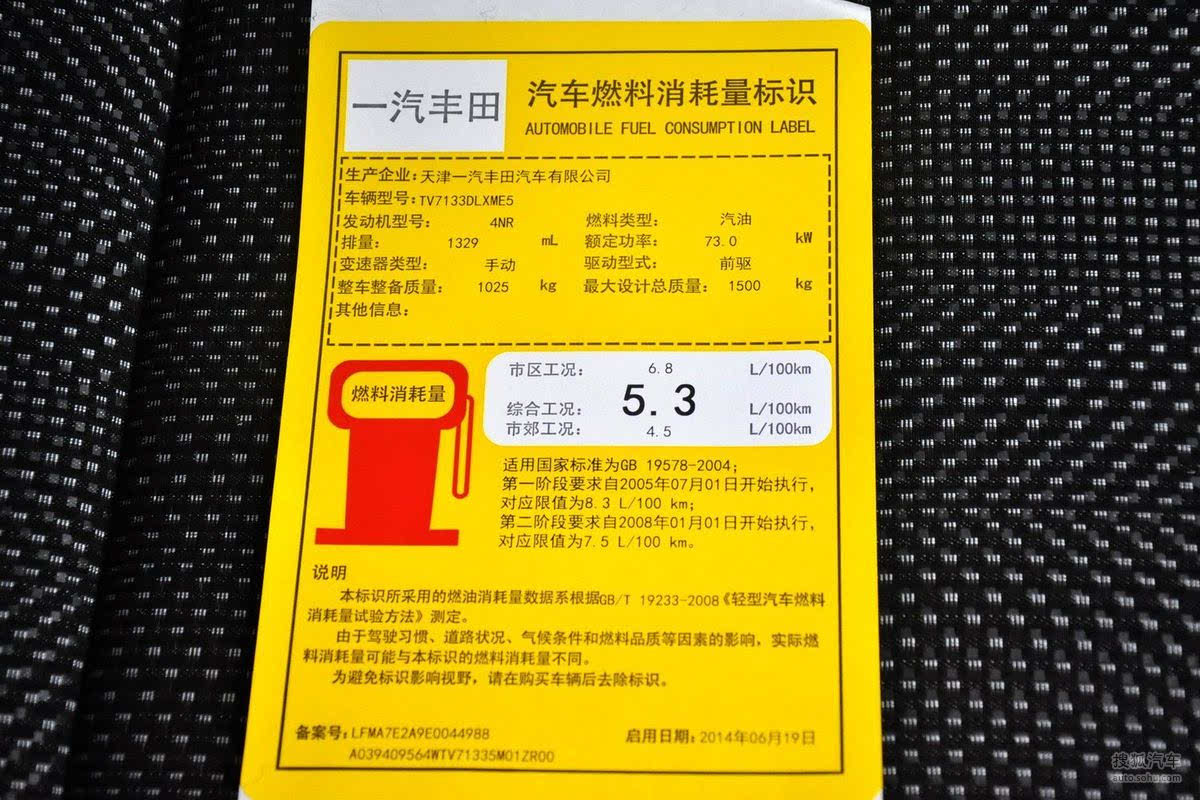 一汽丰田
汽车燃料消耗量标识
AUTOMOBILE FUEL CONSUMPTION LABEL
生产企业:天津一汽丰田汽车有限公司
车辆型号:TV7133DLXME5
发动机型号: 4NR 燃料类型: 汽油
排量: 1329 mL 额定功率: 73.0 kW
变速器类型: 手动 驱动型式: 前驱
整车整备质量: 1025 kg 最大设计总质量: 1500 kg
其他信息:
燃料消耗量
市区工况: 6.8 L/100km
综合工况: 5.3 L/100km
市郊工况: 4.5 L/100km
适用国家标准为GB 19578-2004;
第一阶段要求自2005年07月01日开始执行,
对应限值为8.3 L/100 km;
第二阶段要求自2008年01月01日开始执行,
对应限值为7.5 L/100 km。
说明
本标识所采用的燃油消耗量数据系根据GB/T 19233-2008《轻型汽车燃料
消耗量试验方法》测定。
由于驾驶习惯、道路状况、气候条件和燃料品质等因素的影响,实际燃
料消耗量可能与本标识的燃料消耗量不同。
为避免标识影响视野,请在购买车辆后去除标识。
备案号:LFMA7E2A9E0044988 启用日期:2014年06月19日
A039409564WTV71335M01ZR00
搜狐汽车
auto.sohu.com